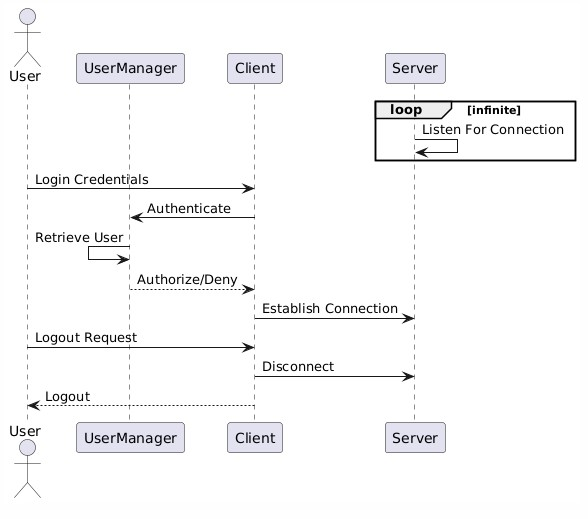 User
UserManager
Client
Server
loop [infinite]
Listen For Connection
Login Credentials
Authenticate
Retrieve User
Authorize/Deny
Establish Connection
Logout Request
Disconnect
Logout
User
UserManager
Client
Server